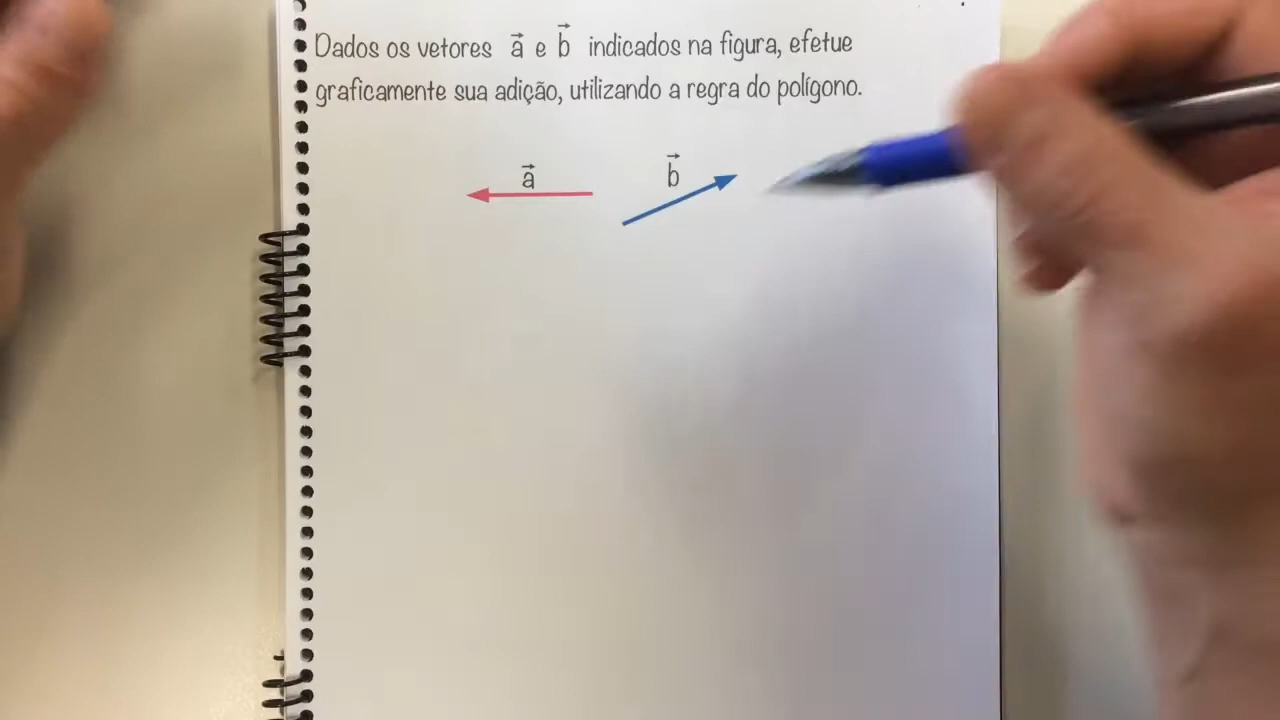 Dados os vetores a⃗ e b⃗ indicados na figura, efetue
graficamente sua adição, utilizando a regra do polígono.
a⃗
b⃗